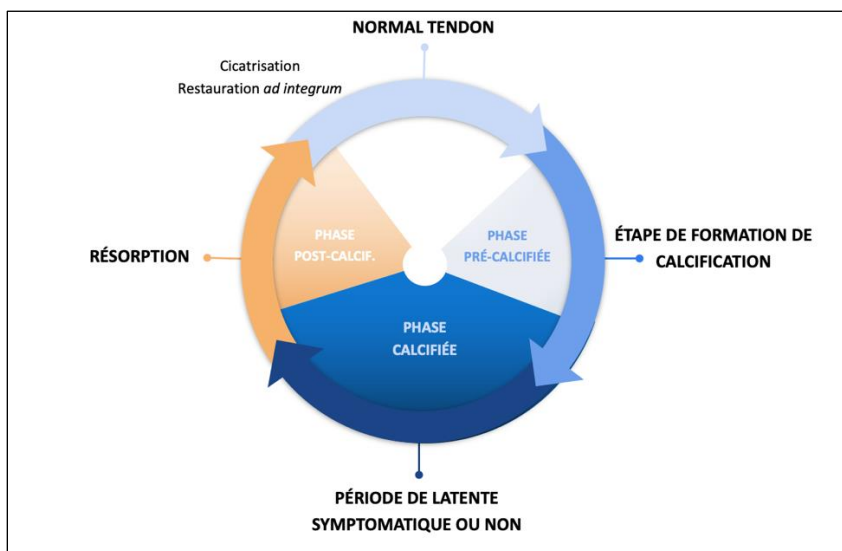 NORMAL TENDON
Cicatrisation
Restauration ad integrum
PHASE
POST-CALCIF.
PHASE
PRÉ-CALCIFIÉE
ÉTAPE DE FORMATION DE
CALCIFICATION
RÉSORPTION
PHASE
CALCIFIÉE
PÉRIODE DE LATENTE
SYMPTOMATIQUE OU NON